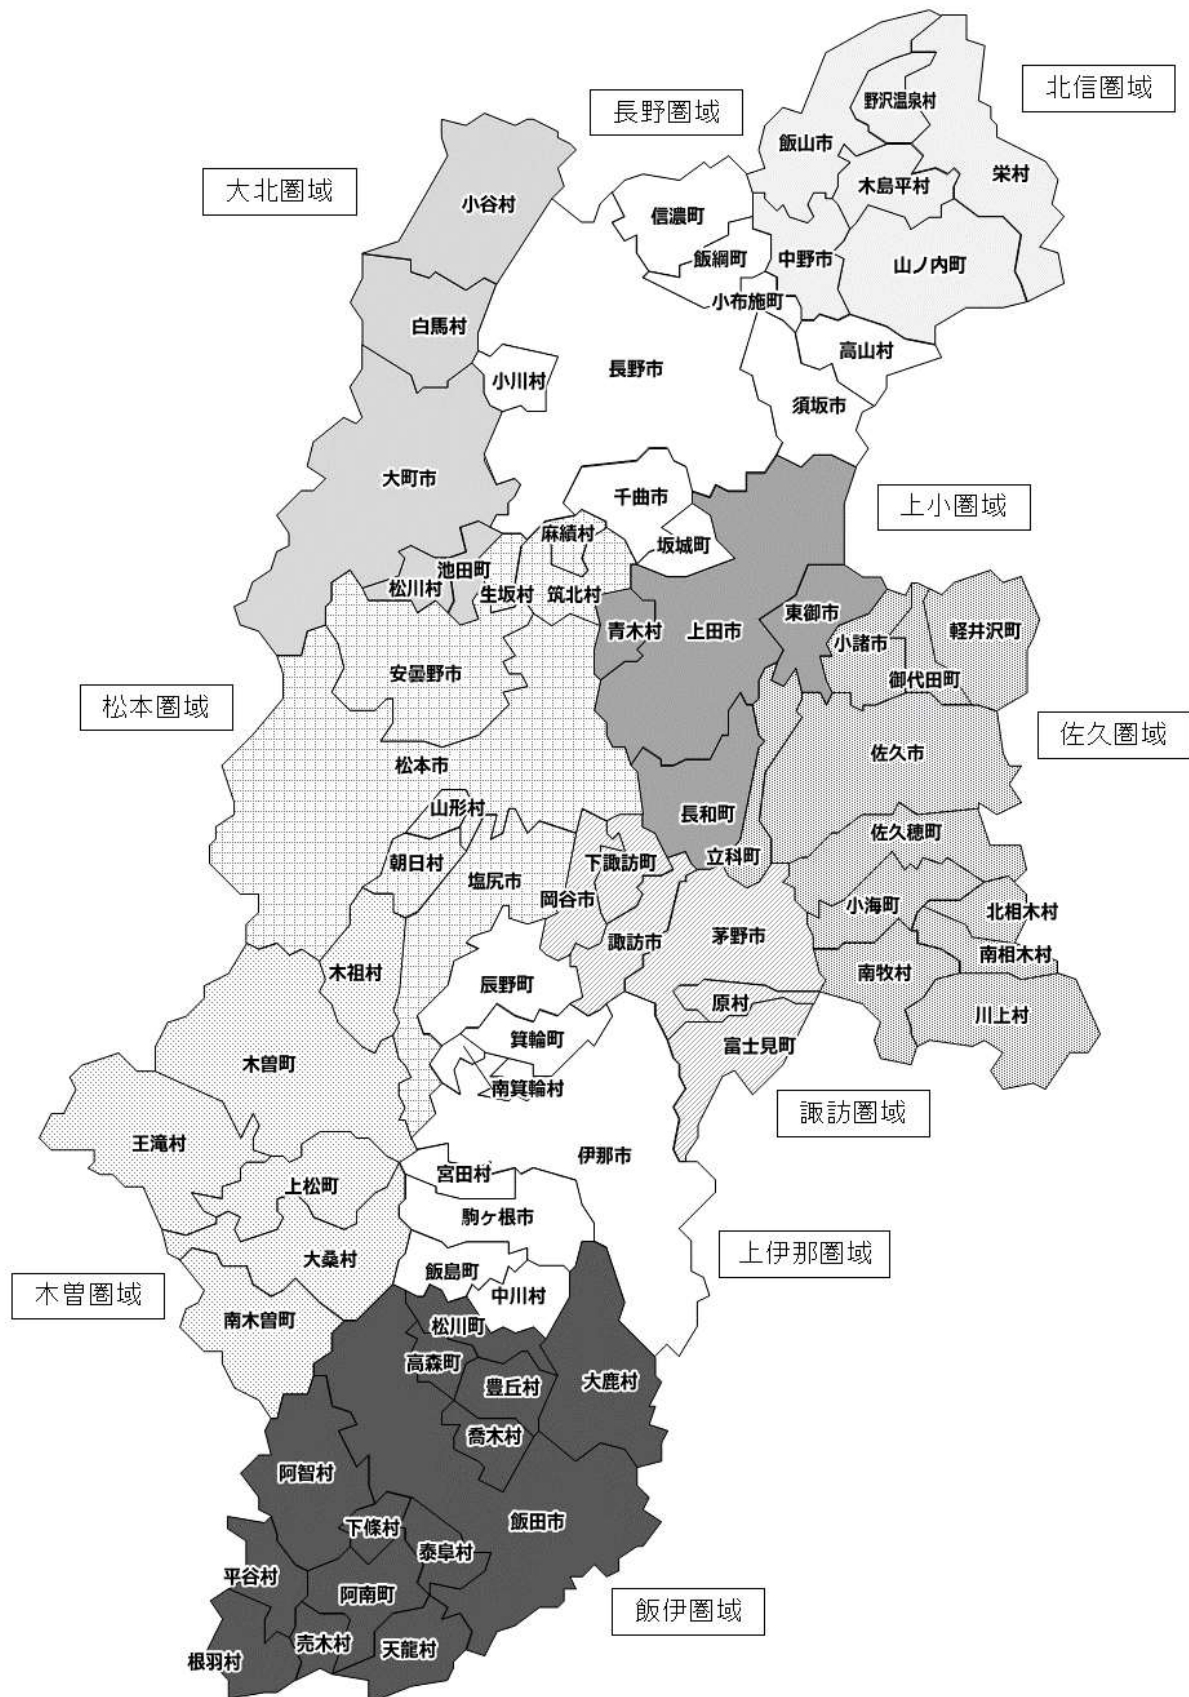 北信圏域
野沢温泉村
長野圏域
飯山市
栄村
木島平村
大北圏域
小谷村
信濃町
飯綱町
中野市
山ノ内町
小布施町
白馬村
高山村
長野市
小川村
須坂市
大町市
千曲市
上小圏域
麻績村
坂城町
池田町
松川村
生坂村
筑北村
東御市
青木村
上田市
軽井沢町
小諸市
安曇野市
御代田町
松本圏域
佐久圏域
佐久市
松本市
山形村
長和町
佐久穂町
朝日村
下諏訪町
立科町
塩尻市
岡谷市
小海町
北相木村
茅野市
諏訪市
南相木村
木祖村
南牧村
辰野町
原村
川上村
箕輪町
富士見町
木曽町
南箕輪村
諏訪圏域
王滝村
伊那市
宮田村
上松町
駒ヶ根市
上伊那圏域
大桑村
飯島町
木曽圏域
中川村
南木曽町
松川町
高森町
大鹿村
豊丘村
喬木村
阿智村
飯田市
下條村
泰阜村
平谷村
阿南町
飯伊圏域
売木村
天龍村
根羽村